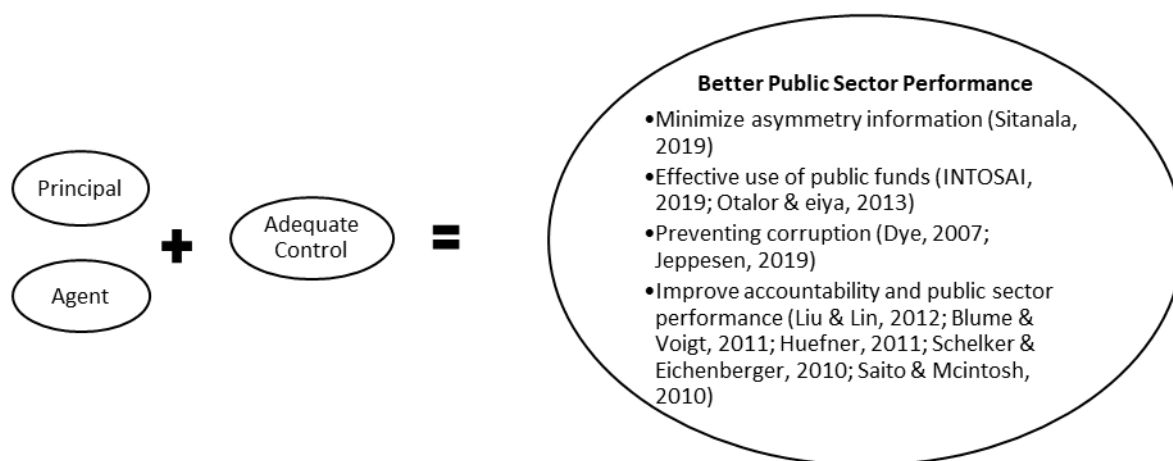 Principal
Agent
+
Adequate
Control
=
Better Public Sector Performance
•Minimize asymmetry information (Sitanala,
2019)
•Effective use of public funds (INTOSAI,
2019; Otalor & eiya, 2013)
•Preventing corruption (Dye, 2007;
Jeppesen, 2019)
•Improve accountability and public sector
performance (Liu & Lin, 2012; Blume &
Voigt, 2011; Huefner, 2011; Schelker &
Eichenberger, 2010; Saito & Mcintosh,
2010)